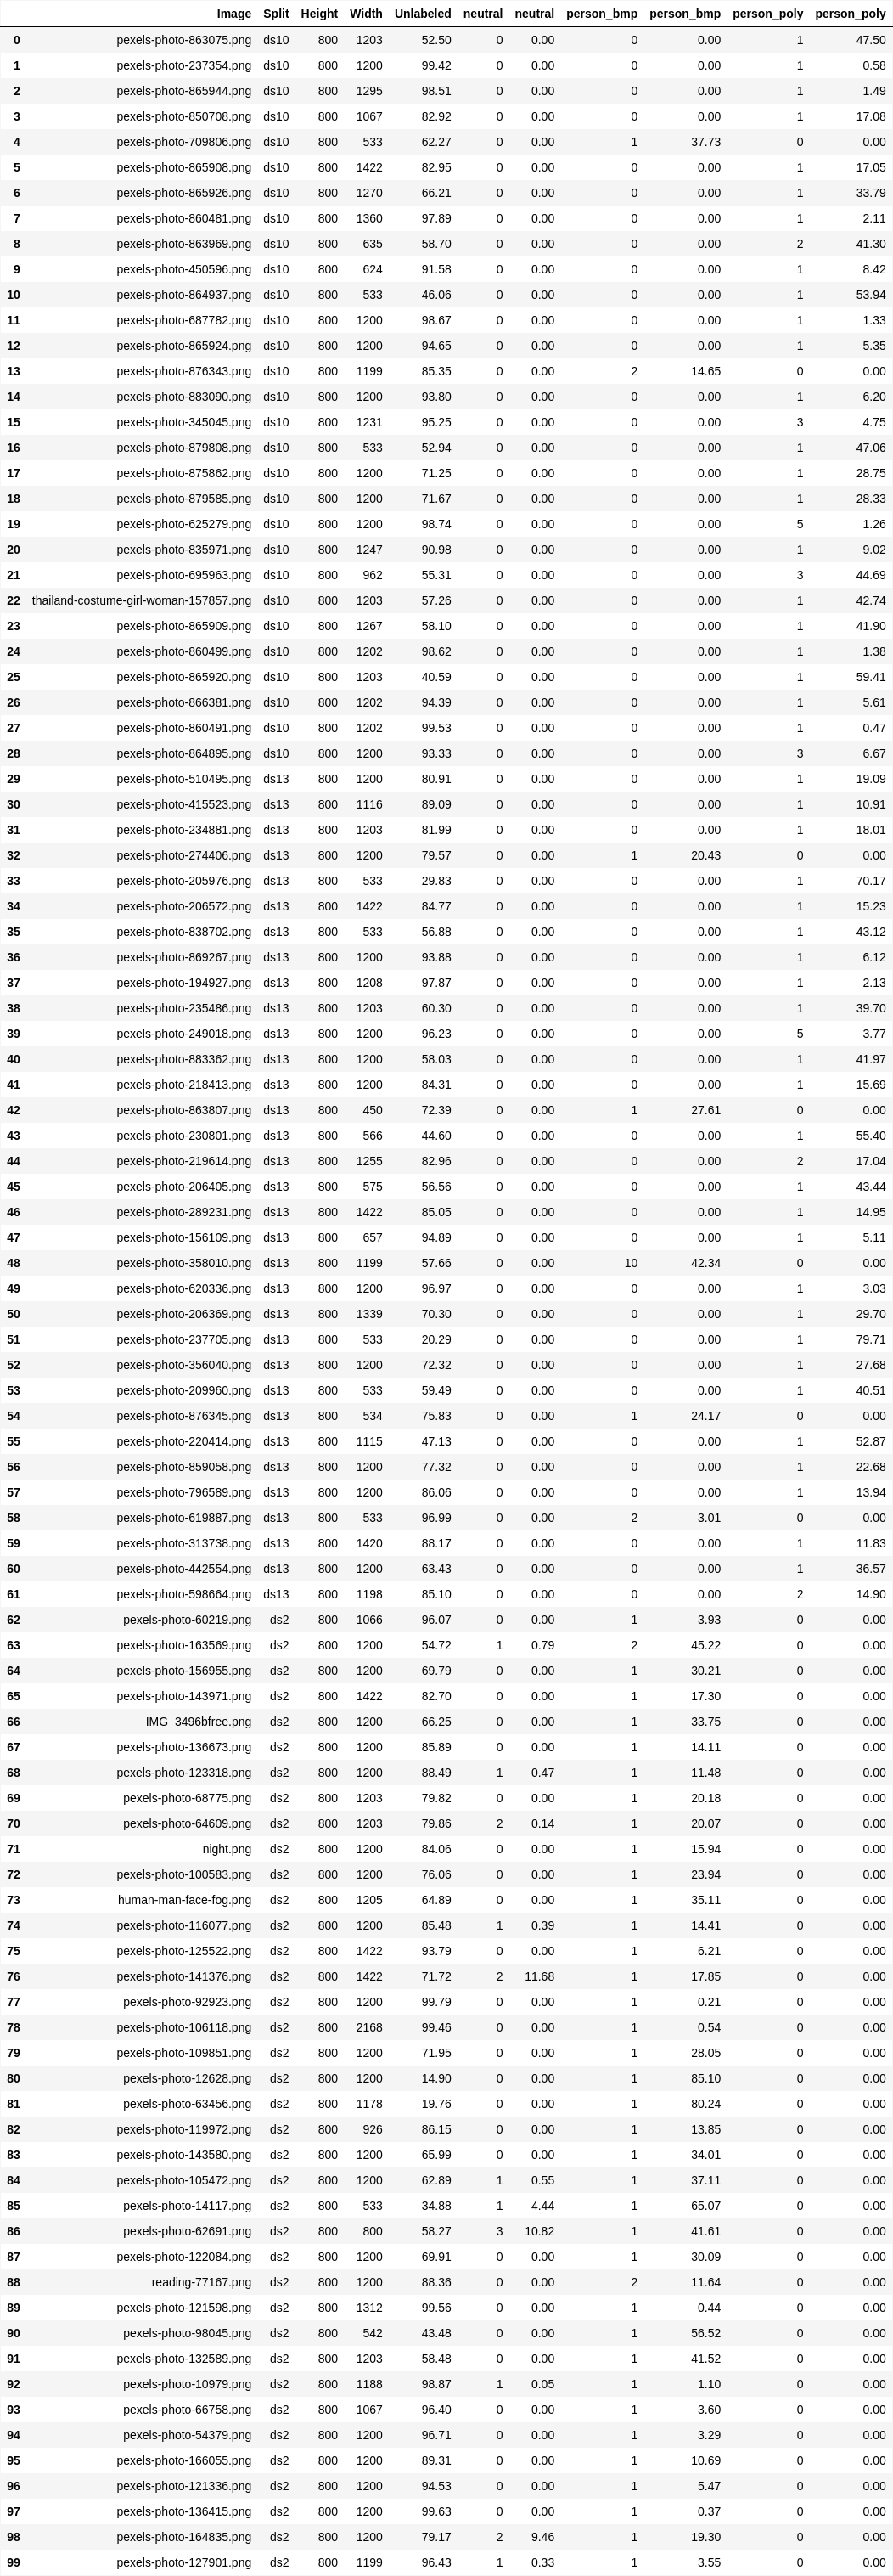 Image Split Height Width Unlabeled neutral neutral person_bmp person_bmp person_poly person_poly
0 pexels-photo-863075.png ds10 800 1203 52.50 0 0.00 0 0.00 1 47.50
1 pexels-photo-237354.png ds10 800 1200 99.42 0 0.00 0 0.00 1 0.58
2 pexels-photo-865944.png ds10 800 1295 98.51 0 0.00 0 0.00 1 1.49
3 pexels-photo-850708.png ds10 800 1067 82.92 0 0.00 0 0.00 1 17.08
4 pexels-photo-709806.png ds10 800 533 62.27 0 0.00 1 37.73 0 0.00
5 pexels-photo-865908.png ds10 800 1422 82.95 0 0.00 0 0.00 1 17.05
6 pexels-photo-865926.png ds10 800 1270 66.21 0 0.00 0 0.00 1 33.79
7 pexels-photo-860481.png ds10 800 1360 97.89 0 0.00 0 0.00 1 2.11
8 pexels-photo-863969.png ds10 800 635 58.70 0 0.00 0 0.00 2 41.30
9 pexels-photo-450596.png ds10 800 624 91.58 0 0.00 0 0.00 1 8.42
10 pexels-photo-864937.png ds10 800 533 46.06 0 0.00 0 0.00 1 53.94
11 pexels-photo-687782.png ds10 800 1200 98.67 0 0.00 0 0.00 1 1.33
12 pexels-photo-865924.png ds10 800 1200 94.65 0 0.00 0 0.00 1 5.35
13 pexels-photo-876343.png ds10 800 1199 85.35 0 0.00 2 14.65 0 0.00
14 pexels-photo-883090.png ds10 800 1200 93.80 0 0.00 0 0.00 1 6.20
15 pexels-photo-345045.png ds10 800 1231 95.25 0 0.00 0 0.00 3 4.75
16 pexels-photo-879808.png ds10 800 533 52.94 0 0.00 0 0.00 1 47.06
17 pexels-photo-875862.png ds10 800 1200 71.25 0 0.00 0 0.00 1 28.75
18 pexels-photo-879585.png ds10 800 1200 71.67 0 0.00 0 0.00 1 28.33
19 pexels-photo-625279.png ds10 800 1200 98.74 0 0.00 0 0.00 5 1.26
20 pexels-photo-835971.png ds10 800 1247 90.98 0 0.00 0 0.00 1 9.02
21 pexels-photo-695963.png ds10 800 962 55.31 0 0.00 0 0.00 3 44.69
22 thailand-costume-girl-woman-157857.png ds10 800 1203 57.26 0 0.00 0 0.00 1 42.74
23 pexels-photo-865909.png ds10 800 1267 58.10 0 0.00 0 0.00 1 41.90
24 pexels-photo-860499.png ds10 800 1202 98.62 0 0.00 0 0.00 1 1.38
25 pexels-photo-865920.png ds10 800 1203 40.59 0 0.00 0 0.00 1 59.41
26 pexels-photo-866381.png ds10 800 1202 94.39 0 0.00 0 0.00 1 5.61
27 pexels-photo-860491.png ds10 800 1202 99.53 0 0.00 0 0.00 1 0.47
28 pexels-photo-864895.png ds10 800 1200 93.33 0 0.00 0 0.00 3 6.67
29 pexels-photo-510495.png ds13 800 1200 80.91 0 0.00 0 0.00 1 19.09
30 pexels-photo-415523.png ds13 800 1116 89.09 0 0.00 0 0.00 1 10.91
31 pexels-photo-234881.png ds13 800 1203 81.99 0 0.00 0 0.00 1 18.01
32 pexels-photo-274406.png ds13 800 1200 79.57 0 0.00 1 20.43 0 0.00
33 pexels-photo-205976.png ds13 800 533 29.83 0 0.00 0 0.00 1 70.17
34 pexels-photo-206572.png ds13 800 1422 84.77 0 0.00 0 0.00 1 15.23
35 pexels-photo-838702.png ds13 800 533 56.88 0 0.00 0 0.00 1 43.12
36 pexels-photo-869267.png ds13 800 1200 93.88 0 0.00 0 0.00 1 6.12
37 pexels-photo-194927.png ds13 800 1208 97.87 0 0.00 0 0.00 1 2.13
38 pexels-photo-235486.png ds13 800 1203 60.30 0 0.00 0 0.00 1 39.70
39 pexels-photo-249018.png ds13 800 1200 96.23 0 0.00 0 0.00 5 3.77
40 pexels-photo-883362.png ds13 800 1200 58.03 0 0.00 0 0.00 1 41.97
41 pexels-photo-218413.png ds13 800 1200 84.31 0 0.00 0 0.00 1 15.69
42 pexels-photo-863807.png ds13 800 450 72.39 0 0.00 1 27.61 0 0.00
43 pexels-photo-230801.png ds13 800 566 44.60 0 0.00 0 0.00 1 55.40
44 pexels-photo-219614.png ds13 800 1255 82.96 0 0.00 0 0.00 2 17.04
45 pexels-photo-206405.png ds13 800 575 56.56 0 0.00 0 0.00 1 43.44
46 pexels-photo-289231.png ds13 800 1422 85.05 0 0.00 0 0.00 1 14.95
47 pexels-photo-156109.png ds13 800 657 94.89 0 0.00 0 0.00 1 5.11
48 pexels-photo-358010.png ds13 800 1199 57.66 0 0.00 10 42.34 0 0.00
49 pexels-photo-620336.png ds13 800 1200 96.97 0 0.00 0 0.00 1 3.03
50 pexels-photo-206369.png ds13 800 1339 70.30 0 0.00 0 0.00 1 29.70
51 pexels-photo-237705.png ds13 800 533 20.29 0 0.00 0 0.00 1 79.71
52 pexels-photo-356040.png ds13 800 1200 72.32 0 0.00 0 0.00 1 27.68
53 pexels-photo-209960.png ds13 800 533 59.49 0 0.00 0 0.00 1 40.51
54 pexels-photo-876345.png ds13 800 534 75.83 0 0.00 1 24.17 0 0.00
55 pexels-photo-220414.png ds13 800 1115 47.13 0 0.00 0 0.00 1 52.87
56 pexels-photo-859058.png ds13 800 1200 77.32 0 0.00 0 0.00 1 22.68
57 pexels-photo-796589.png ds13 800 1200 86.06 0 0.00 0 0.00 1 13.94
58 pexels-photo-619887.png ds13 800 533 96.99 0 0.00 2 3.01 0 0.00
59 pexels-photo-313738.png ds13 800 1420 88.17 0 0.00 0 0.00 1 11.83
60 pexels-photo-442554.png ds13 800 1200 63.43 0 0.00 0 0.00 1 36.57
61 pexels-photo-598664.png ds13 800 1198 85.10 0 0.00 0 0.00 2 14.90
62 pexels-photo-60219.png ds2 800 1066 96.07 0 0.00 1 3.93 0 0.00
63 pexels-photo-163569.png ds2 800 1200 54.72 1 0.79 2 45.22 0 0.00
64 pexels-photo-156955.png ds2 800 1200 69.79 0 0.00 1 30.21 0 0.00
65 pexels-photo-143971.png ds2 800 1422 82.70 0 0.00 1 17.30 0 0.00
66 IMG_3496bfree.png ds2 800 1200 66.25 0 0.00 1 33.75 0 0.00
67 pexels-photo-136673.png ds2 800 1200 85.89 0 0.00 1 14.11 0 0.00
68 pexels-photo-123318.png ds2 800 1200 88.49 1 0.47 1 11.48 0 0.00
69 pexels-photo-68775.png ds2 800 1203 79.82 0 0.00 1 20.18 0 0.00
70 pexels-photo-64609.png ds2 800 1203 79.86 2 0.14 1 20.07 0 0.00
71 night.png ds2 800 1200 84.06 0 0.00 1 15.94 0 0.00
72 pexels-photo-100583.png ds2 800 1200 76.06 0 0.00 1 23.94 0 0.00
73 human-man-face-fog.png ds2 800 1205 64.89 0 0.00 1 35.11 0 0.00
74 pexels-photo-116077.png ds2 800 1200 85.48 1 0.39 1 14.41 0 0.00
75 pexels-photo-125522.png ds2 800 1422 93.79 0 0.00 1 6.21 0 0.00
76 pexels-photo-141376.png ds2 800 1422 71.72 2 11.68 1 17.85 0 0.00
77 pexels-photo-92923.png ds2 800 1200 99.79 0 0.00 1 0.21 0 0.00
78 pexels-photo-106118.png ds2 800 2168 99.46 0 0.00 1 0.54 0 0.00
79 pexels-photo-109851.png ds2 800 1200 71.95 0 0.00 1 28.05 0 0.00
80 pexels-photo-12628.png ds2 800 1200 14.90 0 0.00 1 85.10 0 0.00
81 pexels-photo-63456.png ds2 800 1178 19.76 0 0.00 1 80.24 0 0.00
82 pexels-photo-119972.png ds2 800 926 86.15 0 0.00 1 13.85 0 0.00
83 pexels-photo-143580.png ds2 800 1200 65.99 0 0.00 1 34.01 0 0.00
84 pexels-photo-105472.png ds2 800 1200 62.89 1 0.55 1 37.11 0 0.00
85 pexels-photo-14117.png ds2 800 533 34.88 1 4.44 1 65.07 0 0.00
86 pexels-photo-62691.png ds2 800 800 58.27 3 10.82 1 41.61 0 0.00
87 pexels-photo-122084.png ds2 800 1200 69.91 0 0.00 1 30.09 0 0.00
88 reading-77167.png ds2 800 1200 88.36 0 0.00 2 11.64 0 0.00
89 pexels-photo-121598.png ds2 800 1312 99.56 0 0.00 1 0.44 0 0.00
90 pexels-photo-98045.png ds2 800 542 43.48 0 0.00 1 56.52 0 0.00
91 pexels-photo-132589.png ds2 800 1203 58.48 0 0.00 1 41.52 0 0.00
92 pexels-photo-10979.png ds2 800 1188 98.87 1 0.05 1 1.10 0 0.00
93 pexels-photo-66758.png ds2 800 1067 96.40 0 0.00 1 3.60 0 0.00
94 pexels-photo-54379.png ds2 800 1200 96.71 0 0.00 1 3.29 0 0.00
95 pexels-photo-166055.png ds2 800 1200 89.31 0 0.00 1 10.69 0 0.00
96 pexels-photo-121336.png ds2 800 1200 94.53 0 0.00 1 5.47 0 0.00
97 pexels-photo-136415.png ds2 800 1200 99.63 0 0.00 1 0.37 0 0.00
98 pexels-photo-164835.png ds2 800 1200 79.17 2 9.46 1 19.30 0 0.00
99 pexels-photo-127901.png ds2 800 1199 96.43 1 0.33 1 3.55 0 0.00